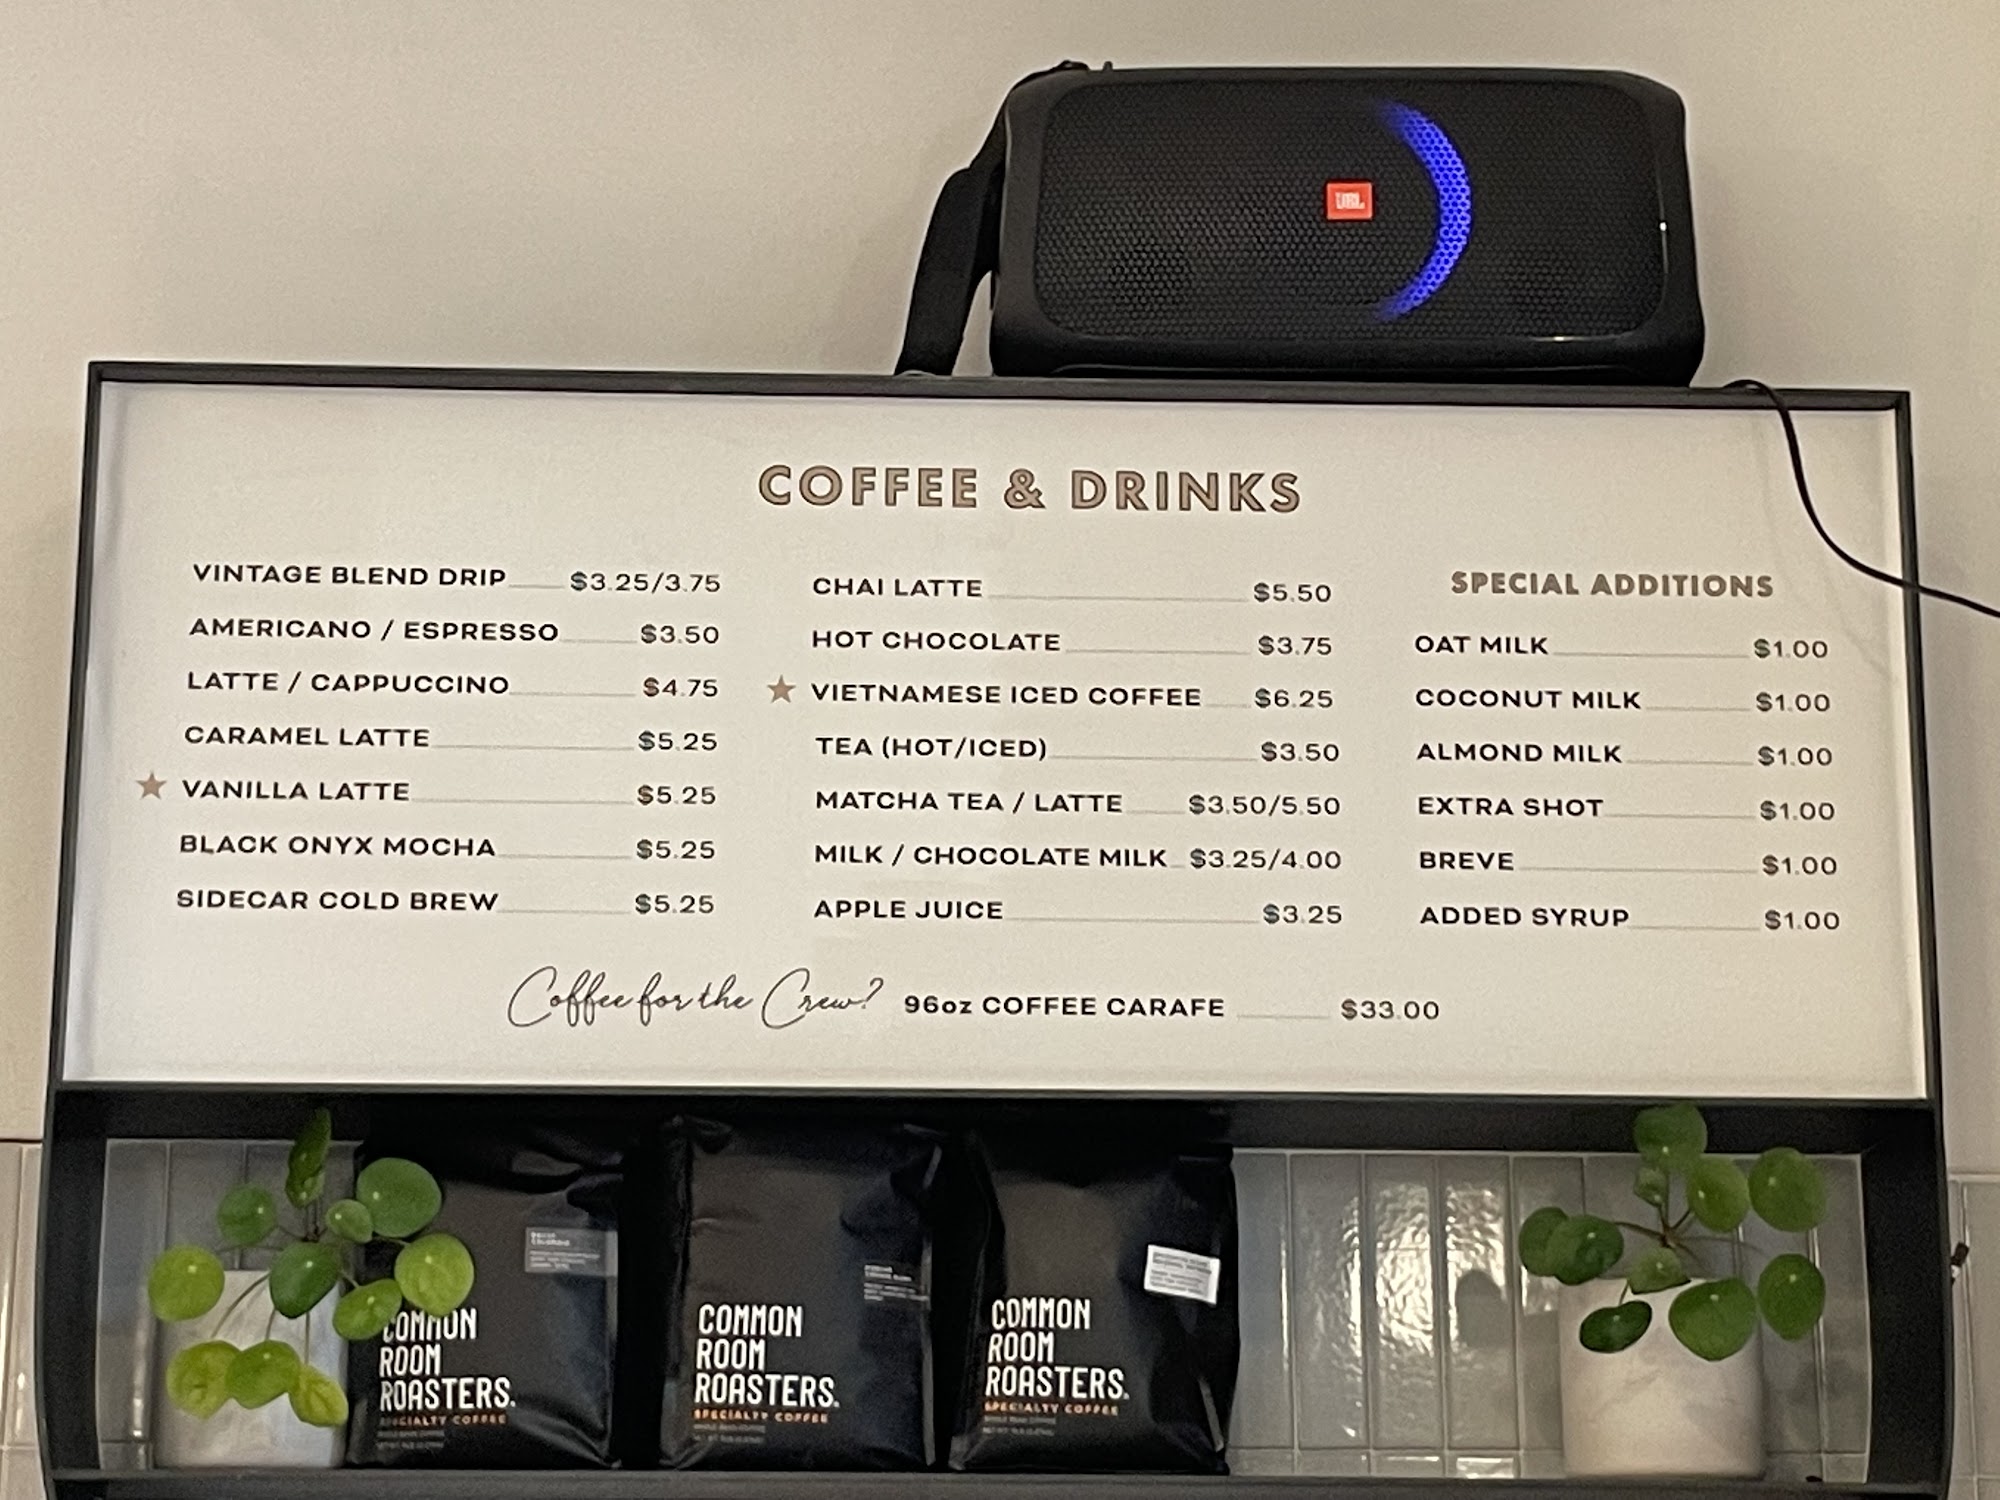 JBL
COFFEE & DRINKS
VINTAGE BLEND DRIP $3.25/3.75
AMERICANO / ESPRESSO $3.50
LATTE / CAPPUCCINO $4.75
CARAMEL LATTE $5.25
★ VANILLA LATTE $5.25
BLACK ONYX MOCHA $5.25
SIDECAR COLD BREW $5.25
CHAI LATTE $5.50
HOT CHOCOLATE $3.75
★ VIETNAMESE ICED COFFEE $6.25
TEA (HOT/ICED) $3.50
MATCHA TEA / LATTE $3.50/5.50
MILK / CHOCOLATE MILK $3.25/4.00
APPLE JUICE $3.25
SPECIAL ADDITIONS
OAT MILK $1.00
COCONUT MILK $1.00
ALMOND MILK $1.00
EXTRA SHOT $1.00
BREVE $1.00
ADDED SYRUP $1.00
Coffee for the Crew? 96oz COFFEE CARAFE $33.00
COMMON
ROOM
ROASTERS.
SPECIALTY COFFEE
COMMON
ROOM
ROASTERS.
SPECIALTY COFFEE
COMMON
ROOM
ROASTERS.
SPECIALTY COFFEE